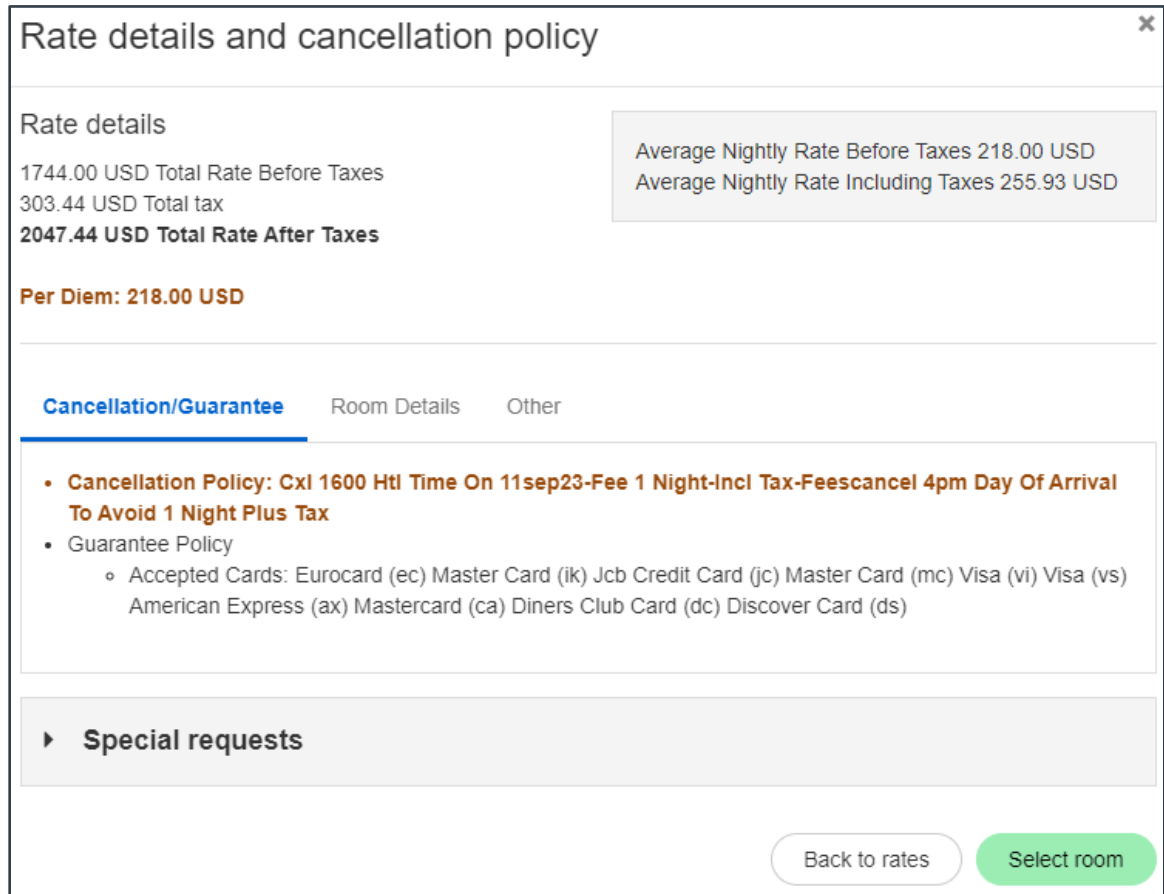 Rate details and cancellation policy
×
Rate details
1744.00 USD Total Rate Before Taxes
303.44 USD Total tax
2047.44 USD Total Rate After Taxes
Per Diem: 218.00 USD
Average Nightly Rate Before Taxes 218.00 USD
Average Nightly Rate Including Taxes 255.93 USD
Cancellation/Guarantee Room Details Other
• Cancellation Policy: Cxl 1600 Htl Time On 11sep23-Fee 1 Night-Incl Tax-Feescancel 4pm Day Of Arrival
To Avoid 1 Night Plus Tax
• Guarantee Policy
◦ Accepted Cards: Eurocard (ec) Master Card (ik) Jcb Credit Card (jc) Master Card (mc) Visa (vi) Visa (vs)
American Express (ax) Mastercard (ca) Diners Club Card (dc) Discover Card (ds)
Special requests
Back to rates Select room